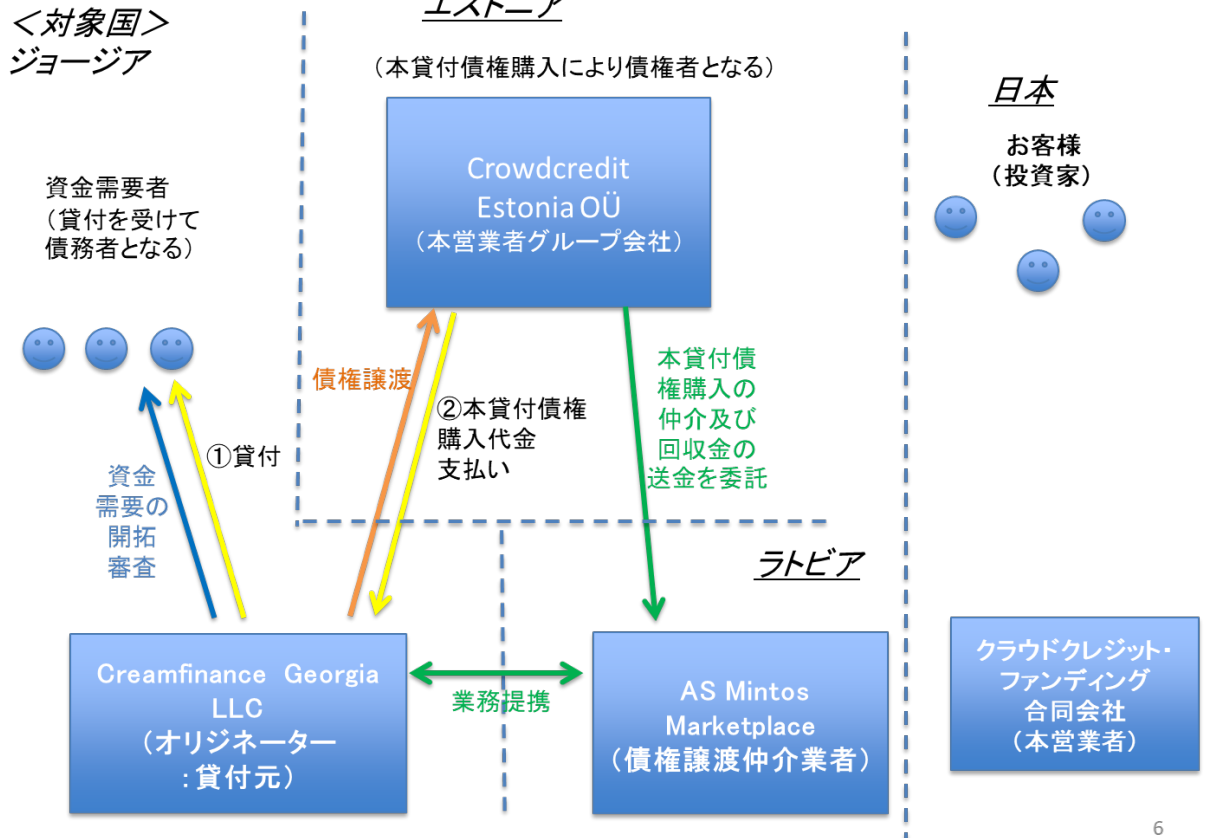 ＜対象国＞
ジョージア
エストニア
（本貸付債権購入により債権者となる）
日本
お客様
（投資家）
資金需要者
（貸付を受けて
債務者となる）
Crowdcredit
Estonia OÜ
（本営業者グループ会社）
債権譲渡
②本貸付債権
購入代金
支払い
本貸付債
権購入の
仲介及び
回収金の
送金を委託
①貸付
資金
需要の
開拓
審査
ラトビア
Creamfinance Georgia
LLC
（オリジネーター
：貸付元）
業務提携
AS Mintos
Marketplace
（債権譲渡仲介業者）
クラウドクレジット・
ファンディング
合同会社
（本営業者）
6